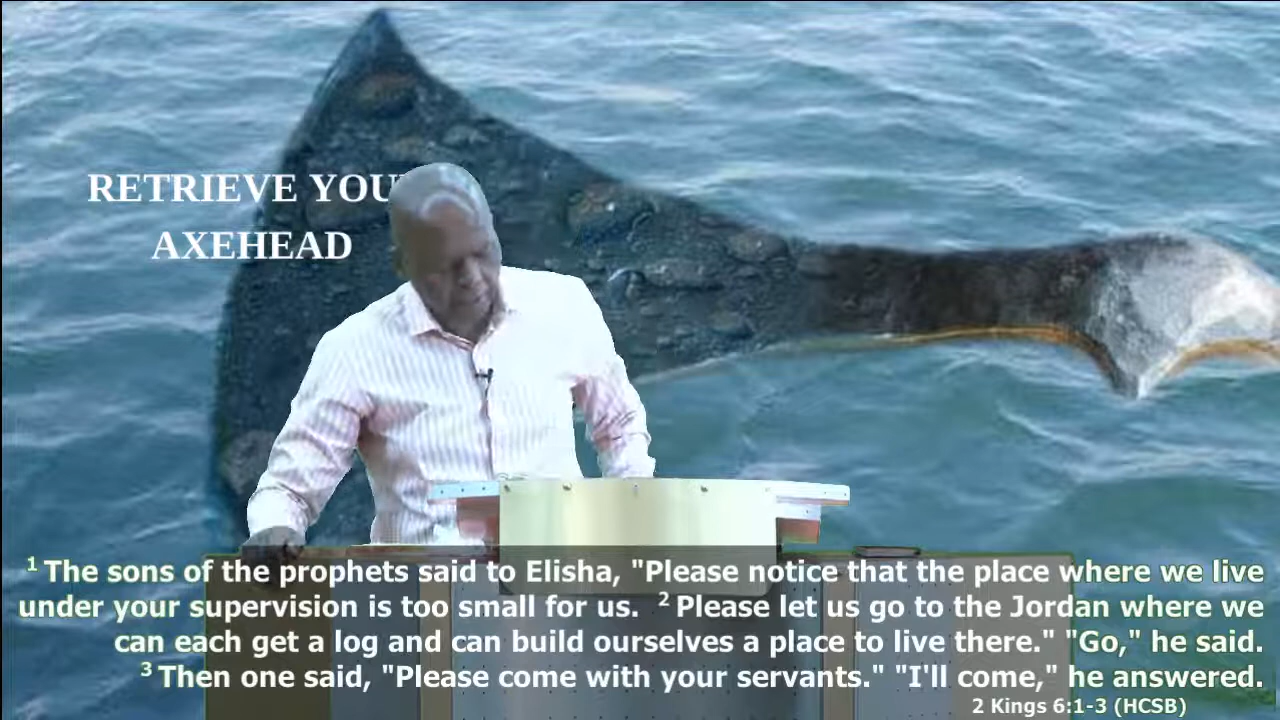 RETRIEVE YOU
AXEHEAD
1 The sons of the prophets said to Elisha, "Please notice that the place where we live
under your supervision is too small for us. 2 Please let us go to the Jordan where we
can each get a log and can build ourselves a place to live there." "Go," he said.
3 Then one said, "Please come with your servants." "I'll come," he answered.
2 Kings 6:1-3 (HCSB)